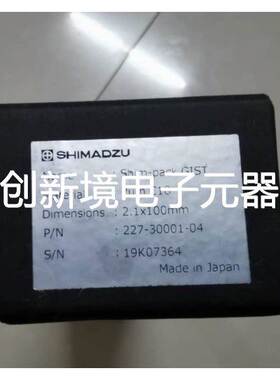 SHIMADZU
: Shim-pack GIST
创新境电子元器
Dimensions : 2.1x100mm
P/N : 227-30001-04
S/N : 19K07364
Made in Japan